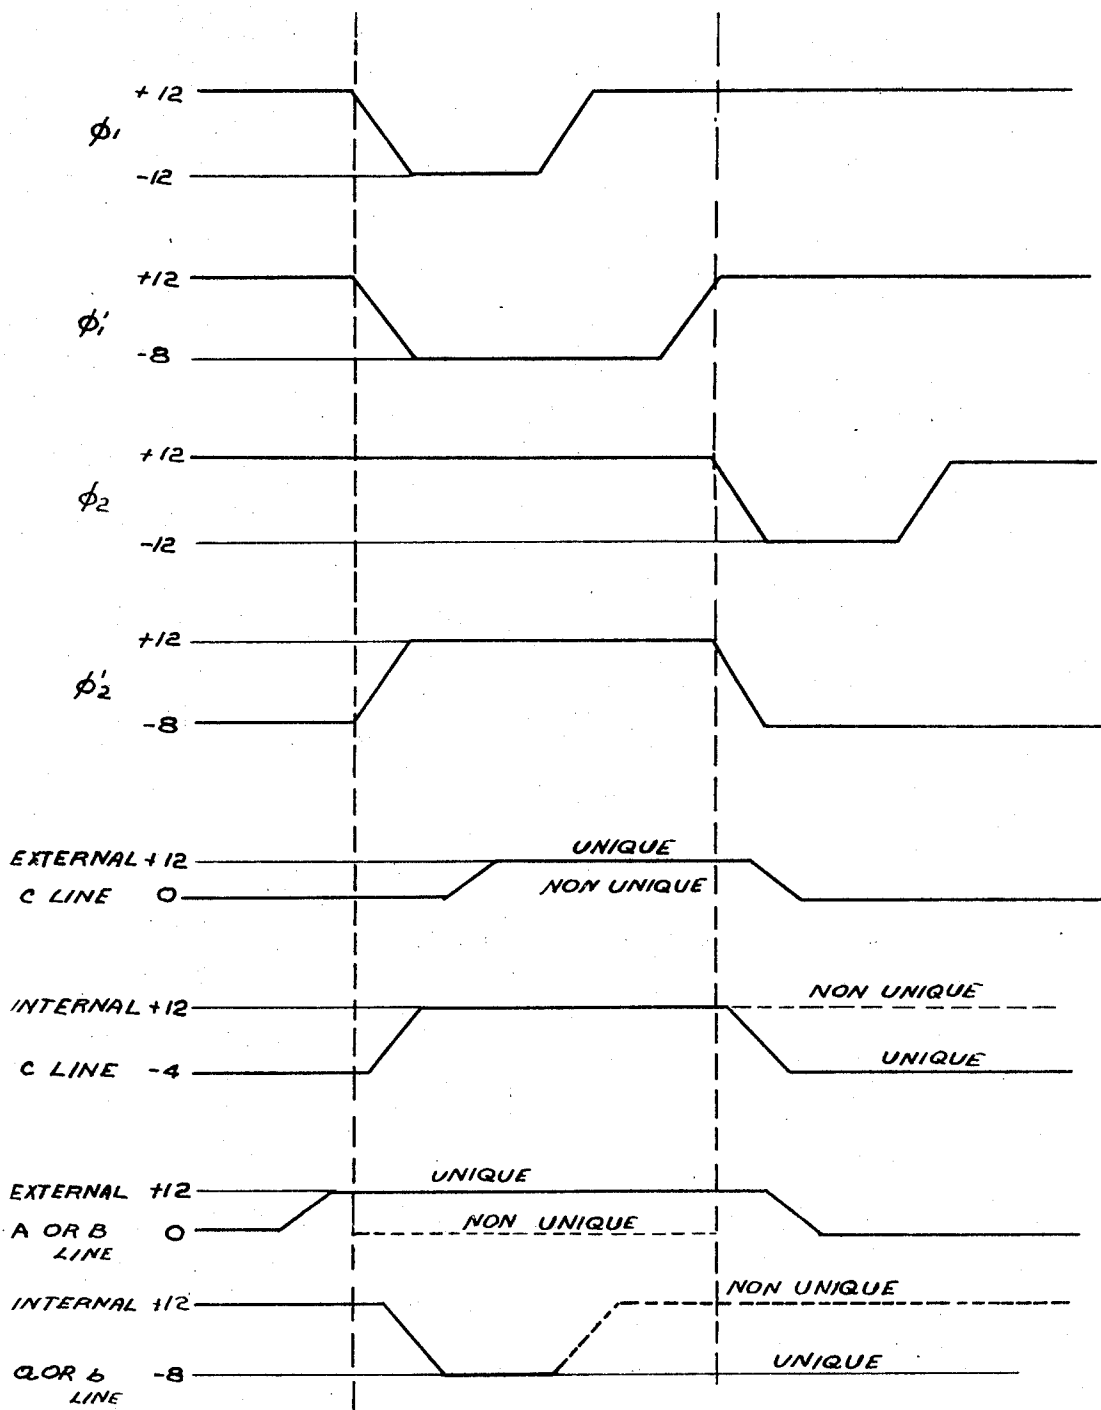 +12
ϕ1
-12
+12
ϕ1'
-8
+12
ϕ2
-12
+12
ϕ2'
-8
EXTERNAL +12 UNIQUE
C LINE 0 NON UNIQUE
INTERNAL +12 NON UNIQUE
C LINE -4 UNIQUE
EXTERNAL +12 UNIQUE
A OR B 0 NON UNIQUE
LINE
INTERNAL +12 NON UNIQUE
a OR b -8 UNIQUE
LINE